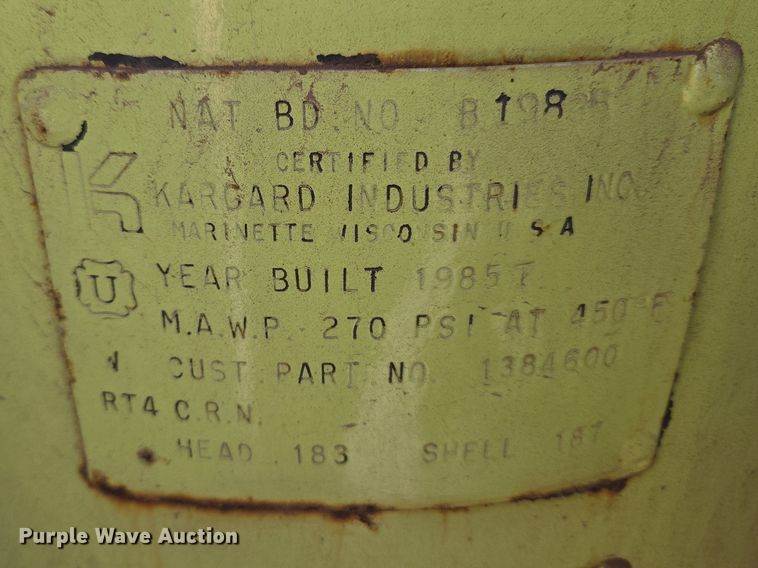 NAT. BD. NO.
CERTIFIED BY
KARGARD INDUSTRIES INC.
MARINETTE WISCONSIN U S A
U YEAR BUILT 1985 T
M.A.W.P. 270 PSI AT 450°F
W CUST. PART. NO. 1384600
RT4 C.R.N.
HEAD .183 SHELL .187
Purple Wave Auction